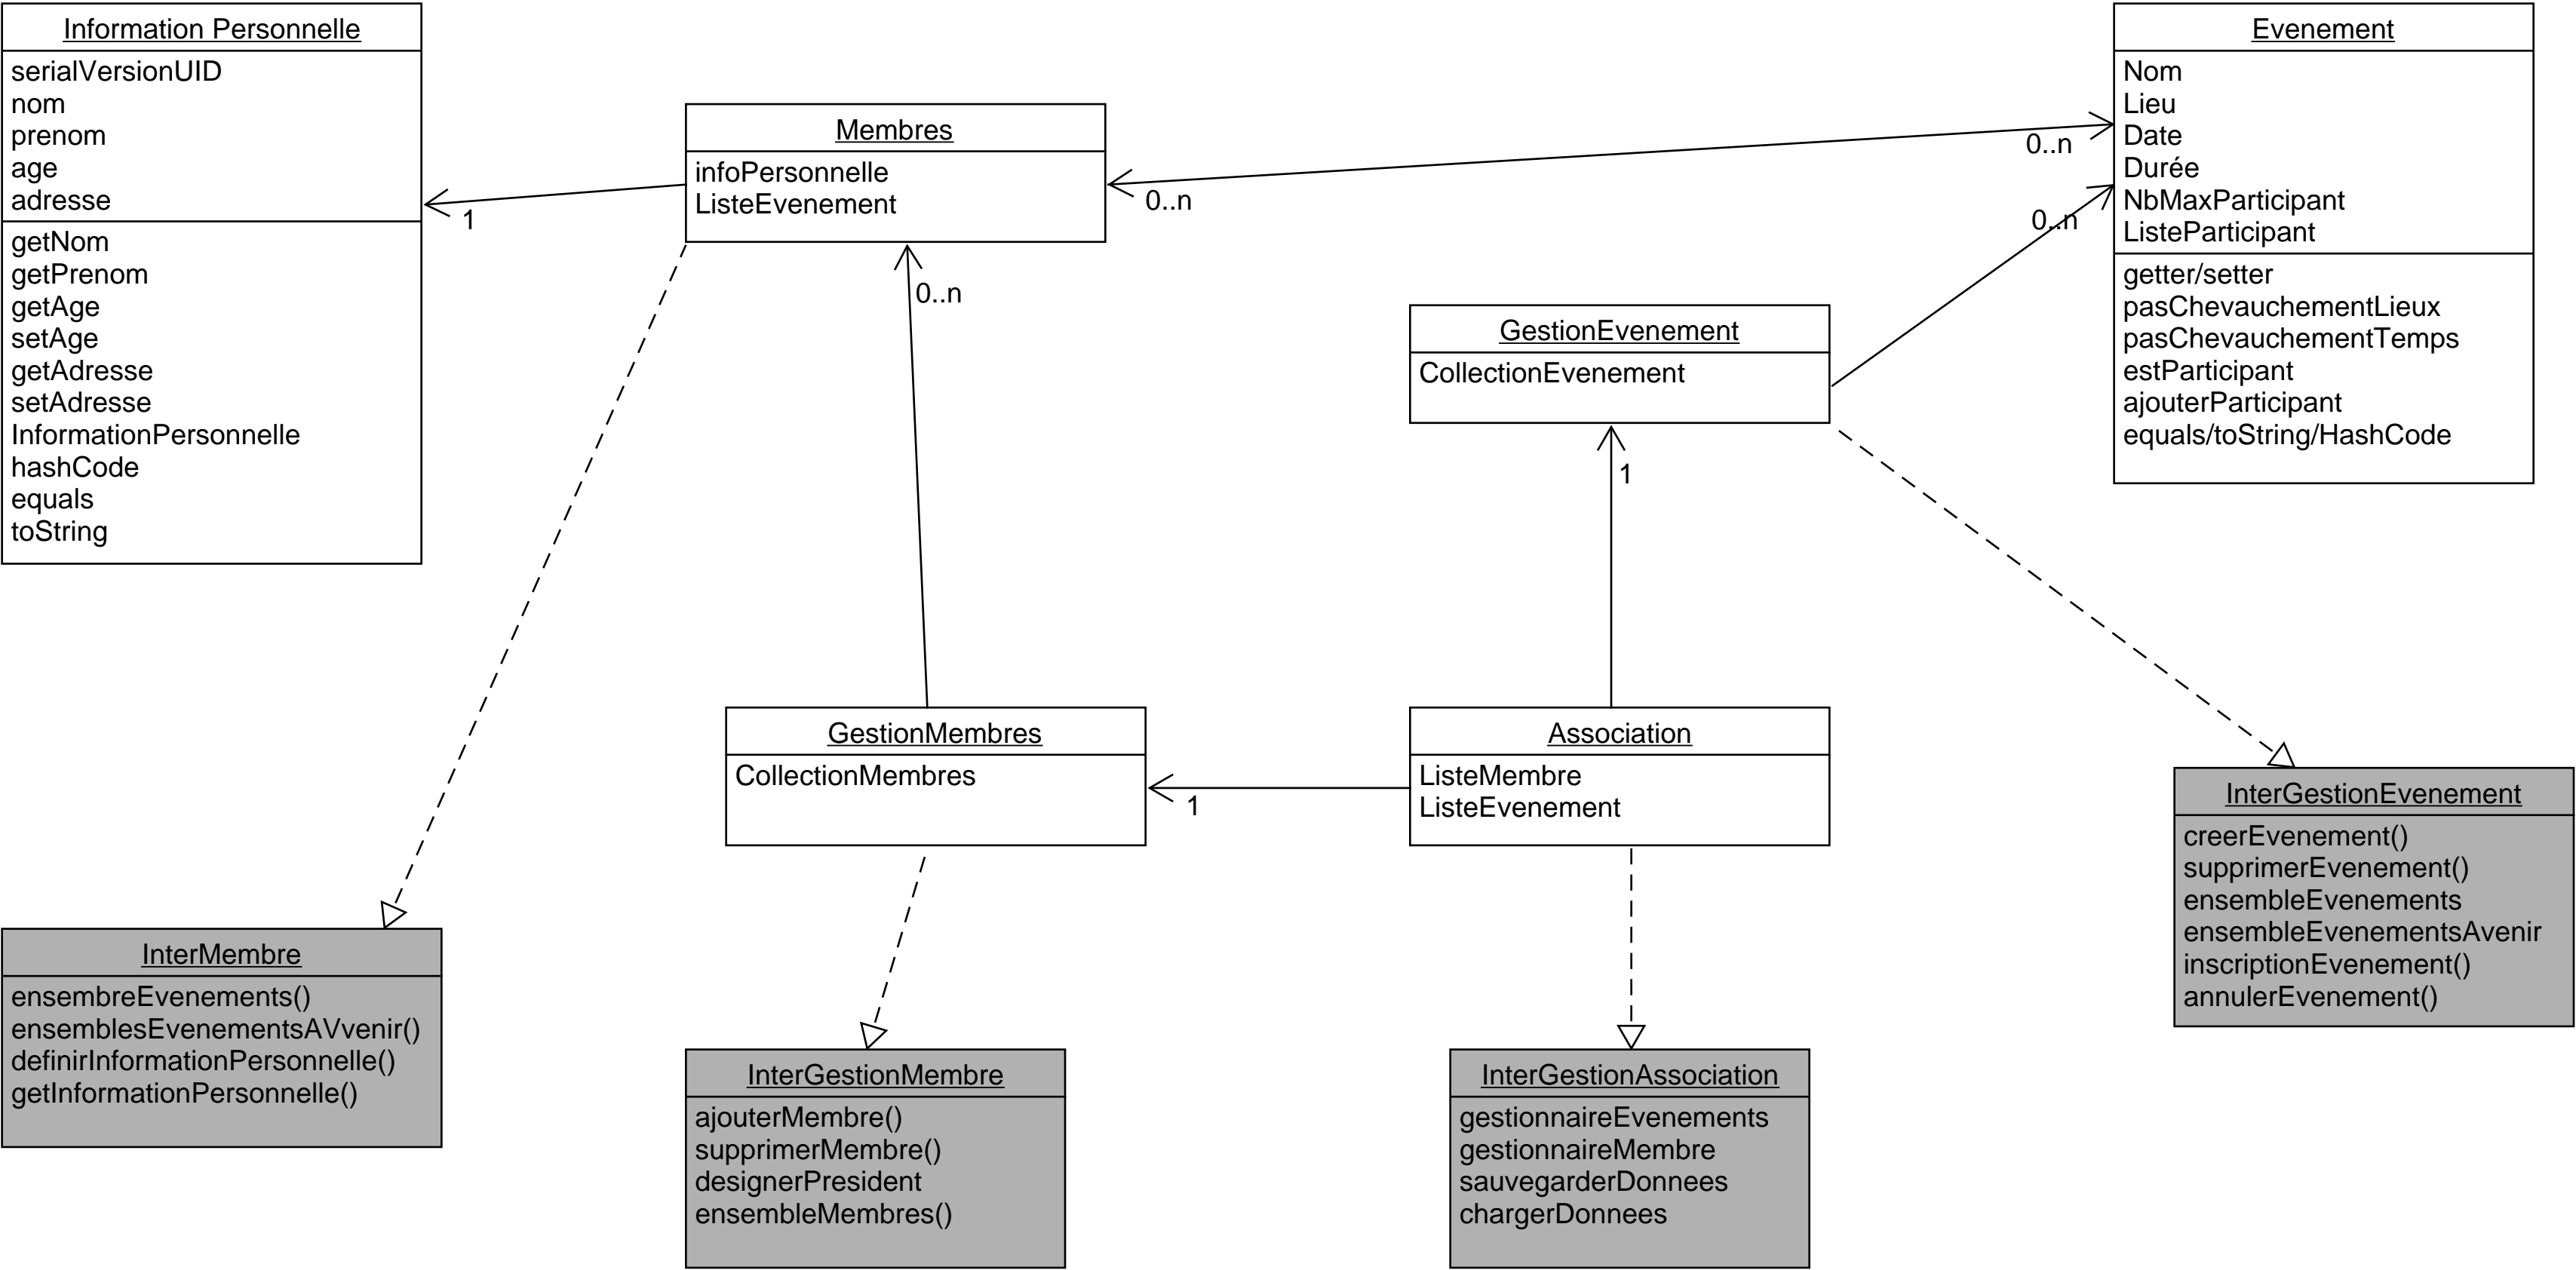 Information Personnelle
serialVersionUID
nom
prenom
age
adresse
getNom
getPrenom
getAge
setAge
getAdresse
setAdresse
InformationPersonnelle
hashCode
equals
toString
1
Membres
infoPersonnelle
ListeEvenement
0..n
0..n
0..n
0..n
Evenement
Nom
Lieu
Date
Durée
NbMaxParticipant
ListeParticipant
getter/setter
pasChevauchementLieux
pasChevauchementTemps
estParticipant
ajouterParticipant
equals/toString/HashCode
GestionEvenement
CollectionEvenement
1
GestionMembres
CollectionMembres
1
Association
ListeMembre
ListeEvenement
InterGestionEvenement
creerEvenement()
supprimerEvenement()
ensembleEvenements
ensembleEvenementsAvenir
inscriptionEvenement()
annulerEvenement()
InterMembre
ensembreEvenements()
ensemblesEvenementsAVvenir()
definirInformationPersonnelle()
getInformationPersonnelle()
InterGestionMembre
ajouterMembre()
supprimerMembre()
designerPresident
ensembleMembres()
InterGestionAssociation
gestionnaireEvenements
gestionnaireMembre
sauvegarderDonnees
chargerDonnees